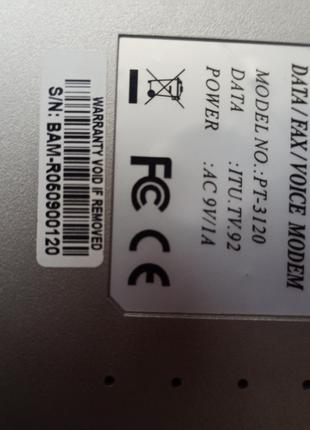 DATA / FAX / VOICE MODEM
MODEL NO.: PT-3120
DATA :ITU.TV.92
POWER :AC 9V/1A
FC CE
WARRANTY VOID IF REMOVED
S/N: BAM-R050900120